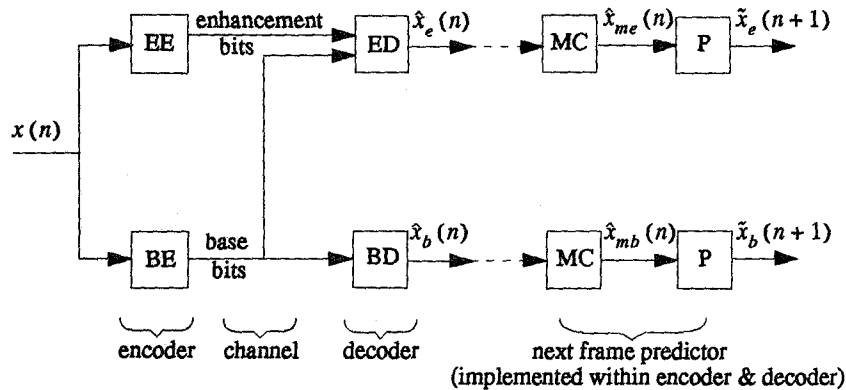 EE
enhancement
bits
ED
x̂_e(n)
MC
x̂_me(n)
P
x̃_e(n+1)
x(n)
BE
base
bits
BD
x̂_b(n)
MC
x̂_mb(n)
P
x̃_b(n+1)
encoder
channel
decoder
next frame predictor
(implemented within encoder & decoder)